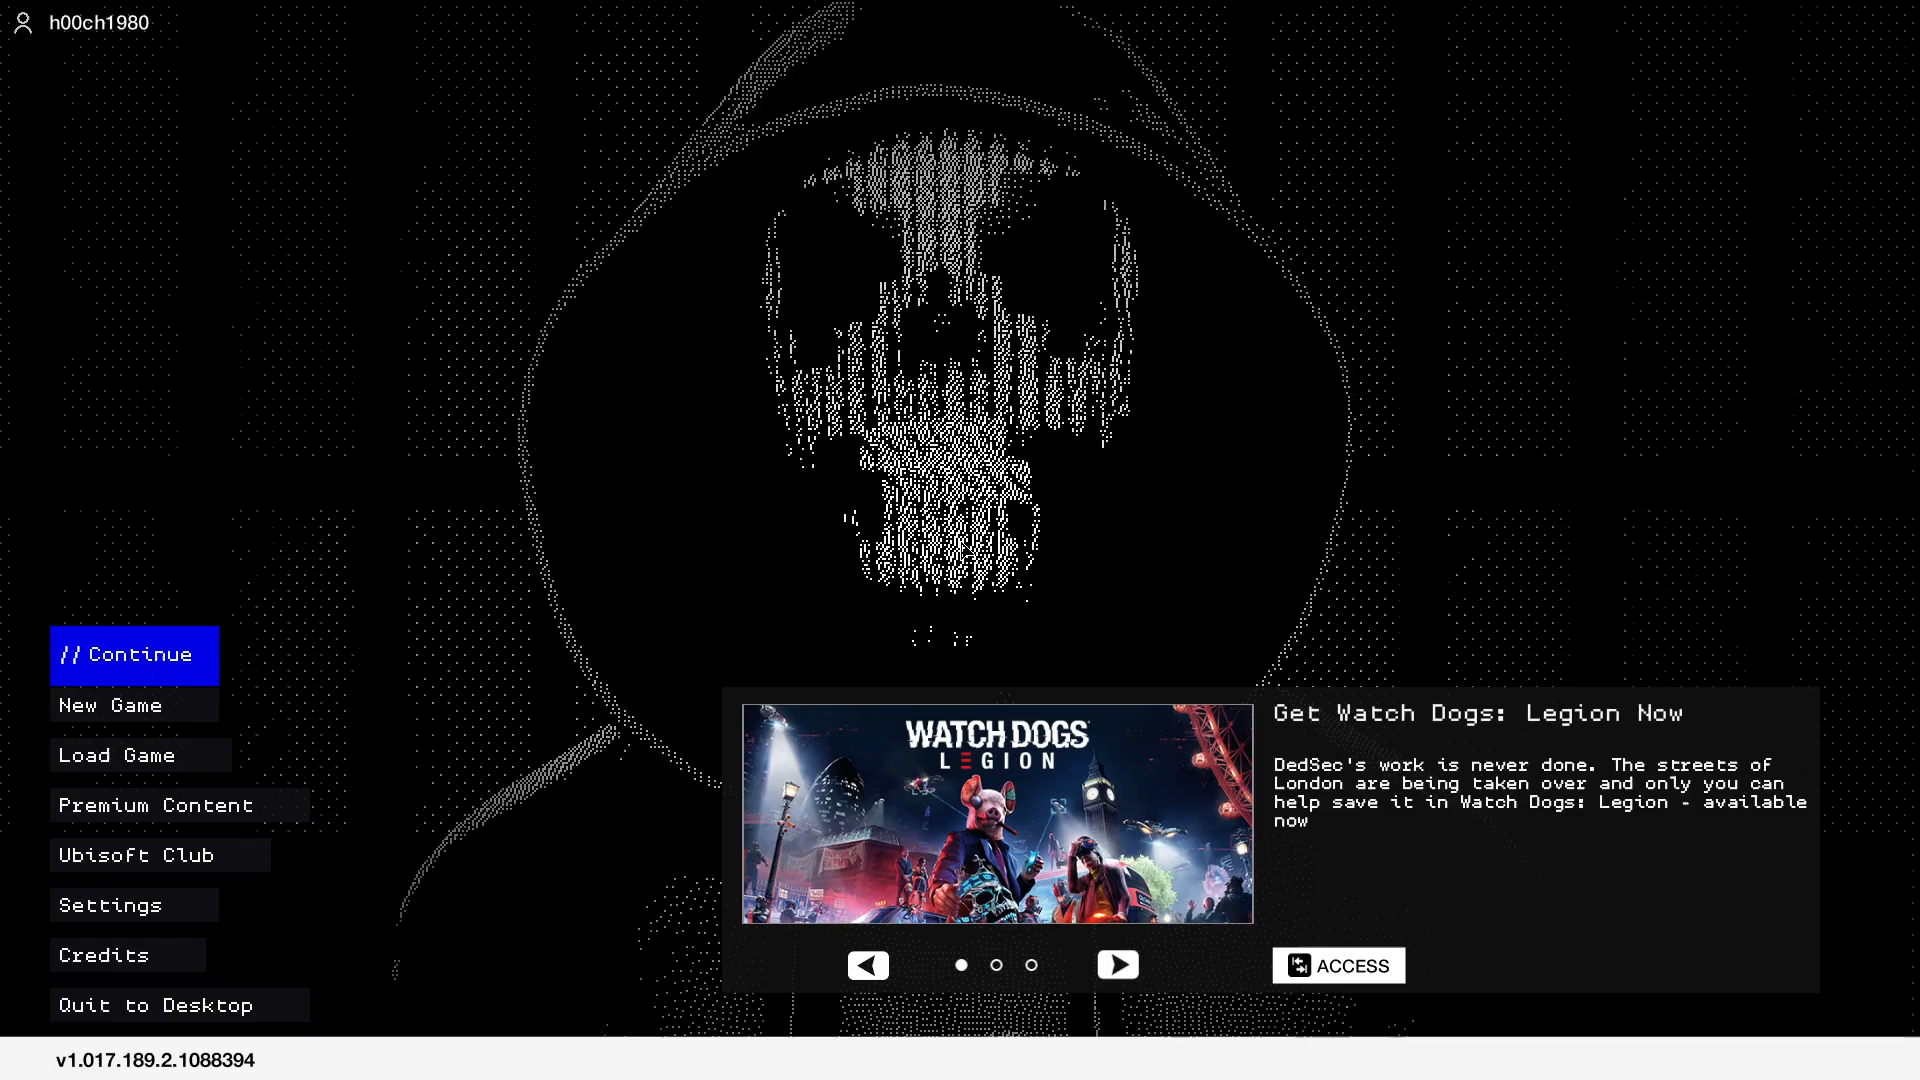 h00ch1980
// Continue
New Game
Load Game
Premium Content
Ubisoft Club
Settings
Credits
Quit to Desktop
WATCH DOGS
LEGION
Get Watch Dogs: Legion Now
DedSec's work is never done. The streets of
London are being taken over and only you can
help save it in Watch Dogs: Legion - available
now
ACCESS
v1.017.189.2.1088394